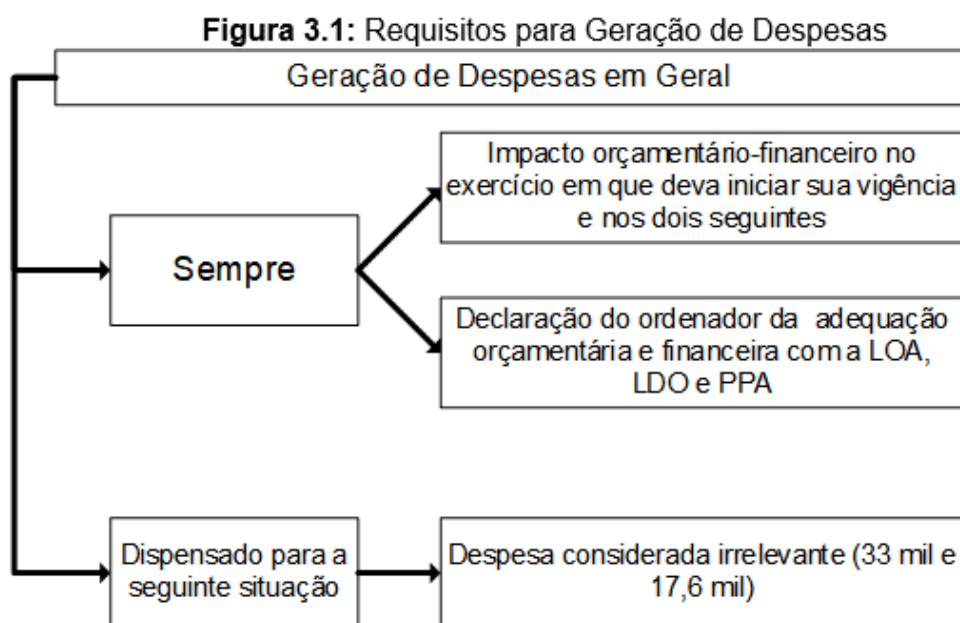 Figura 3.1: Requisitos para Geração de Despesas
Geração de Despesas em Geral
Impacto orçamentário-financeiro no
exercício em que deva iniciar sua vigência
e nos dois seguintes
Sempre
Declaração do ordenador da adequação
orçamentária e financeira com a LOA,
LDO e PPA
Dispensado para a
seguinte situação
Despesa considerada irrelevante (33 mil e
17,6 mil)